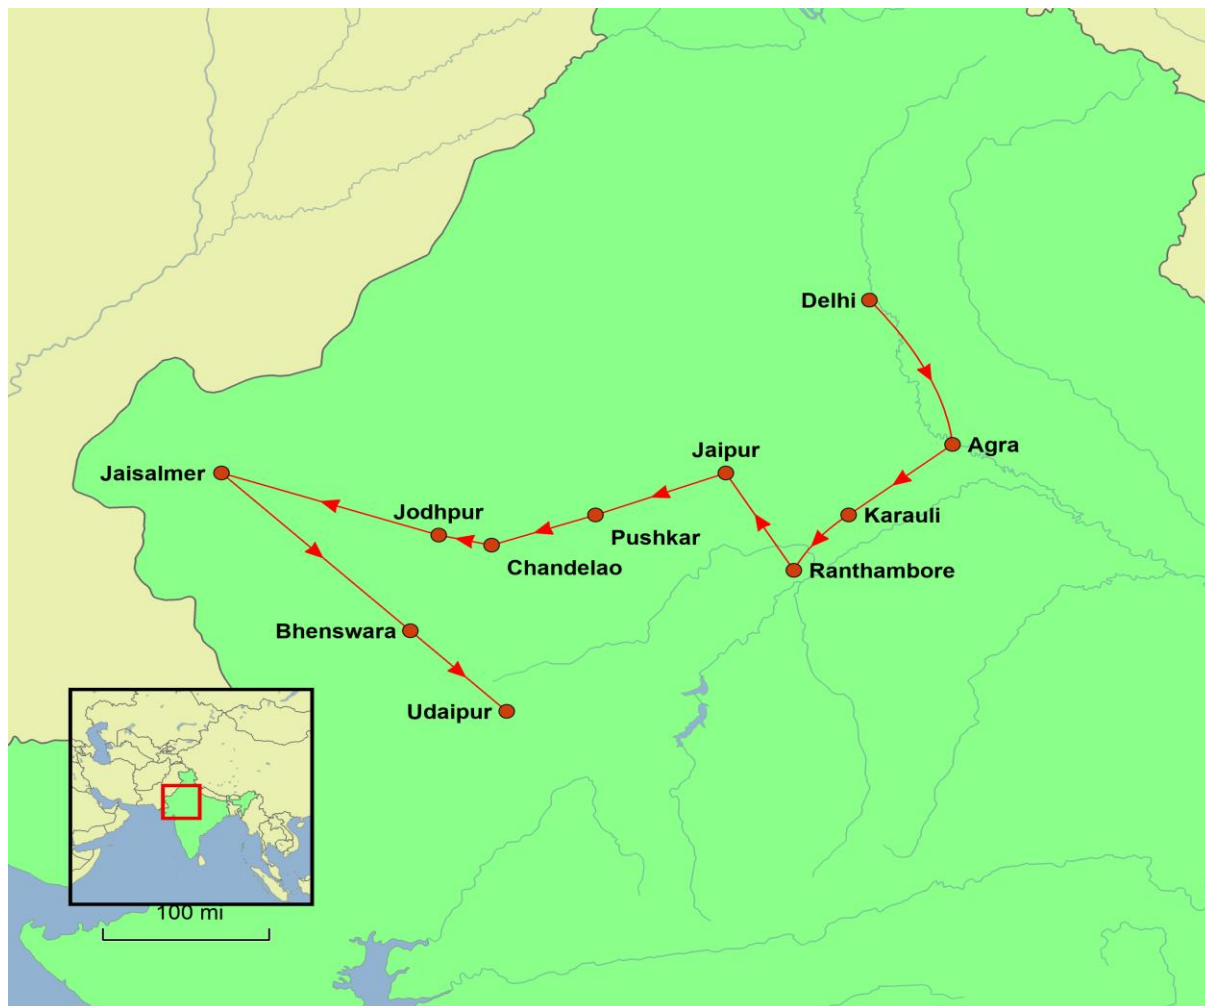 Delhi
Agra
Jaipur
Jaisalmer
Jodhpur
Karauli
Pushkar
Chandelao
Ranthambore
Bhenswara
Udaipur
100 mi